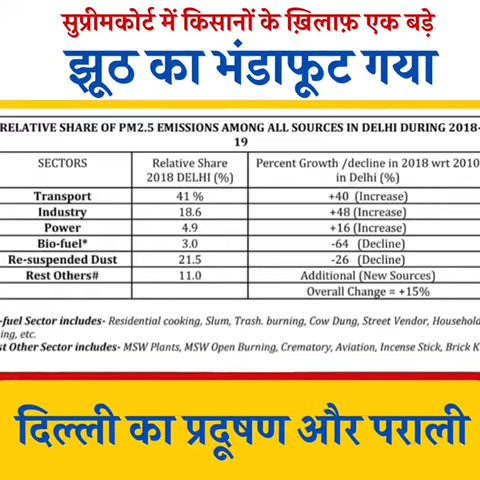 सुप्रीमकोर्ट में किसानों के ख़िलाफ़ एक बड़े
झूठ का भंडाफूट गया
RELATIVE SHARE OF PM2.5 EMISSIONS AMONG ALL SOURCES IN DELHI DURING 2018-
19
SECTORS Relative Share 2018 DELHI (%) Percent Growth /decline in 2018 wrt 2010 in Delhi (%)
Transport 41 % +40 (Increase)
Industry 18.6 +48 (Increase)
Power 4.9 +16 (Increase)
Bio-fuel* 3.0 -64 (Decline)
Re-suspended Dust 21.5 -26 (Decline)
Rest Others# 11.0 Additional (New Sources)
Overall Change = +15%
-fuel Sector includes- Residential cooking, Slum, Trash. burning, Cow Dung, Street Vendor, Household
ing, etc.
st Other Sector includes- MSW Plants, MSW Open Burning, Crematory, Aviation, Incense Stick, Brick K
दिल्ली का प्रदूषण और पराली